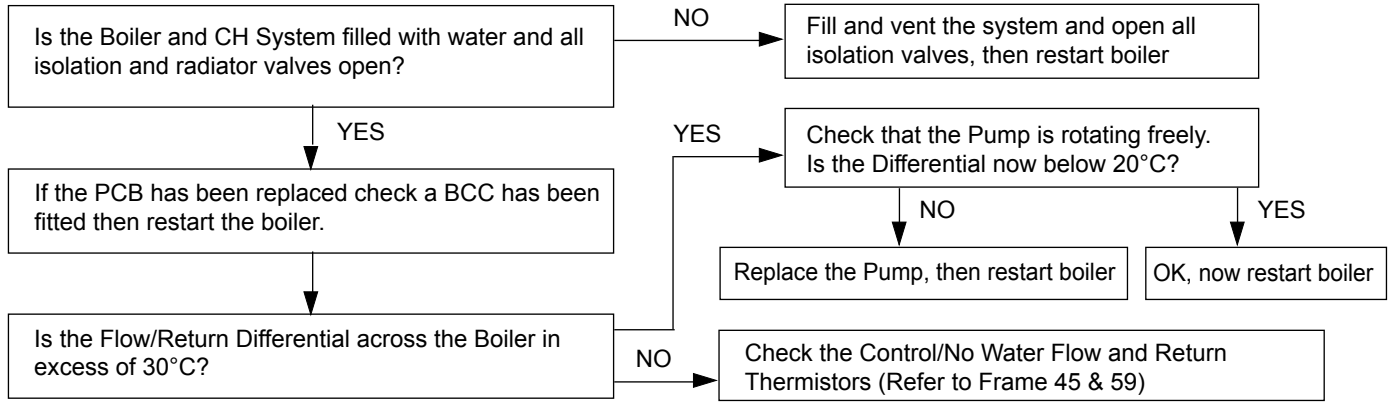 Is the Boiler and CH System filled with water and all
isolation and radiator valves open?
NO
Fill and vent the system and open all
isolation valves, then restart boiler
YES
If the PCB has been replaced check a BCC has been
fitted then restart the boiler.
Is the Flow/Return Differential across the Boiler in
excess of 30°C?
YES
Check that the Pump is rotating freely.
Is the Differential now below 20°C?
NO
Replace the Pump, then restart boiler
YES
OK, now restart boiler
NO
Check the Control/No Water Flow and Return
Thermistors (Refer to Frame 45 & 59)